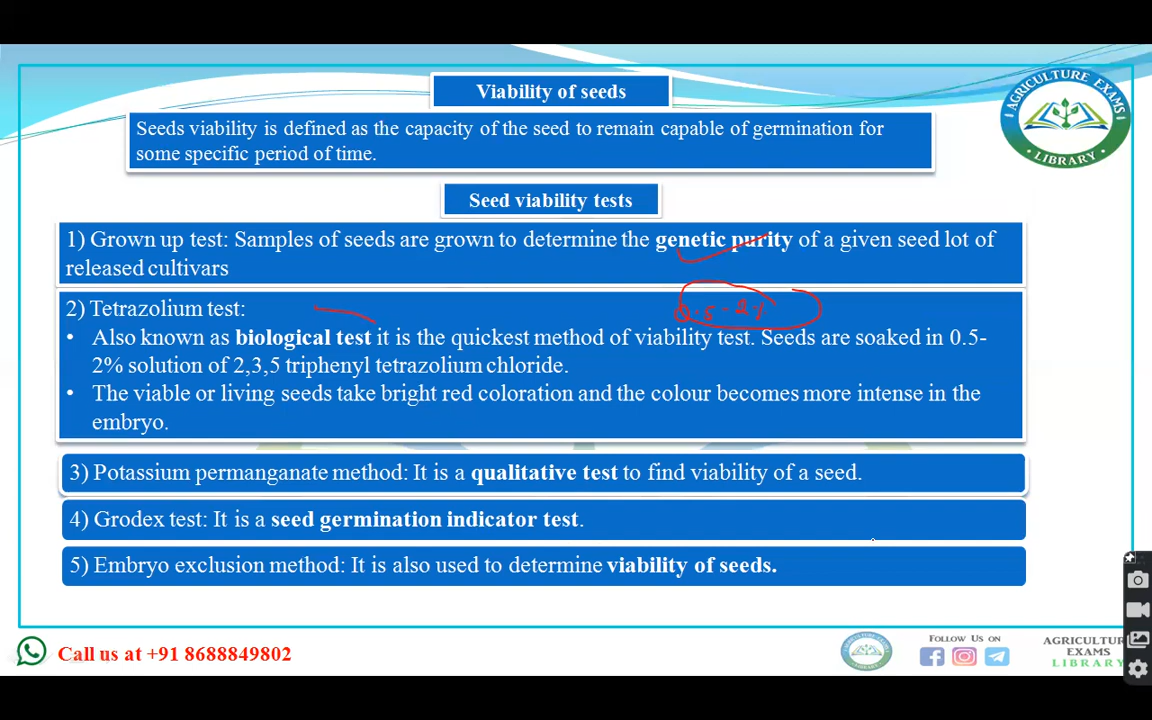 Viability of seeds
Seeds viability is defined as the capacity of the seed to remain capable of germination for
some specific period of time.
Seed viability tests
1) Grown up test: Samples of seeds are grown to determine the genetic purity of a given seed lot of
released cultivars
2) Tetrazolium test:
0.5 - 2%
• Also known as biological test it is the quickest method of viability test. Seeds are soaked in 0.5-
2% solution of 2,3,5 triphenyl tetrazolium chloride.
• The viable or living seeds take bright red coloration and the colour becomes more intense in the
embryo.
3) Potassium permanganate method: It is a qualitative test to find viability of a seed.
4) Grodex test: It is a seed germination indicator test.
5) Embryo exclusion method: It is also used to determine viability of seeds.
AGRICULTURE EXAMS
• LIBRARY •
Call us at +91 8688849802
FOLLOW US ON
AGRICULTUR
EXAMS
LIBRARY